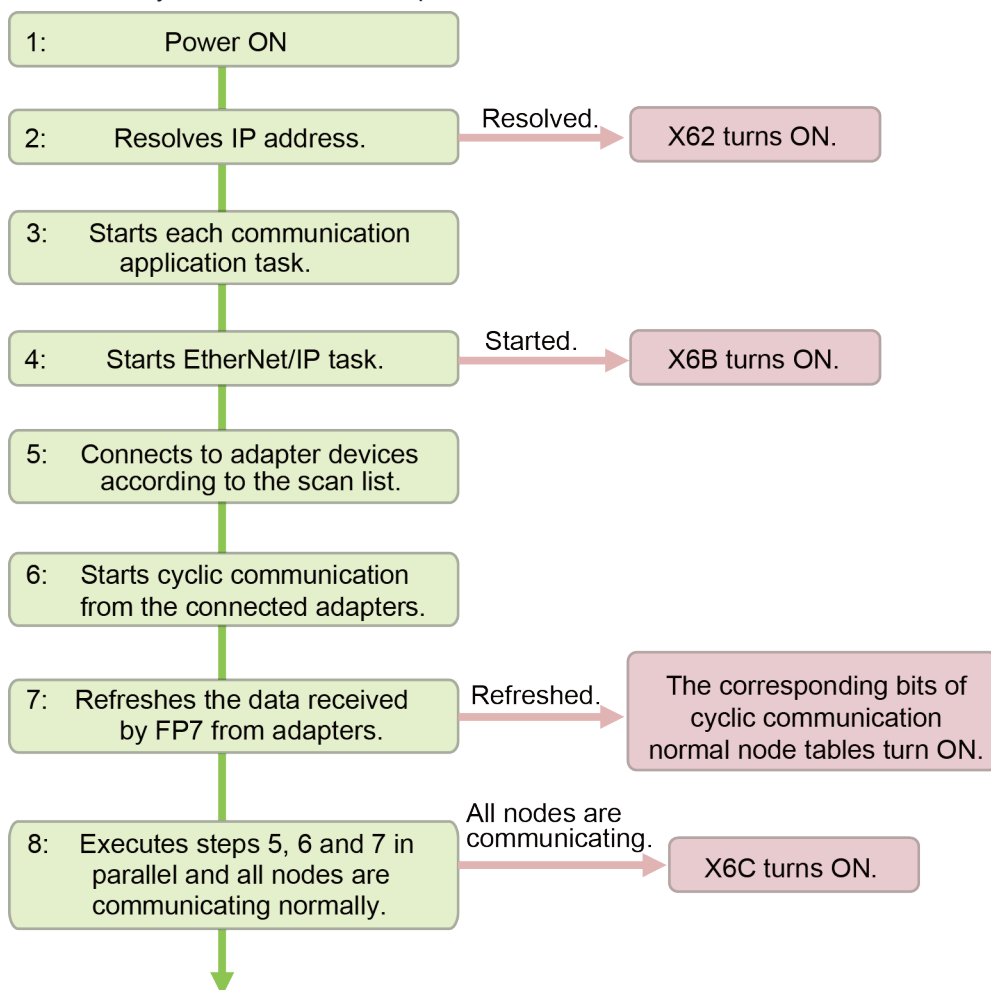 1: Power ON
2: Resolves IP address.
Resolved.
X62 turns ON.
3: Starts each communication
application task.
4: Starts EtherNet/IP task.
Started.
X6B turns ON.
5: Connects to adapter devices
according to the scan list.
6: Starts cyclic communication
from the connected adapters.
7: Refreshes the data received
by FP7 from adapters.
Refreshed.
The corresponding bits of
cyclic communication
normal node tables turn ON.
8: Executes steps 5, 6 and 7 in
parallel and all nodes are
communicating normally.
All nodes are
communicating.
X6C turns ON.